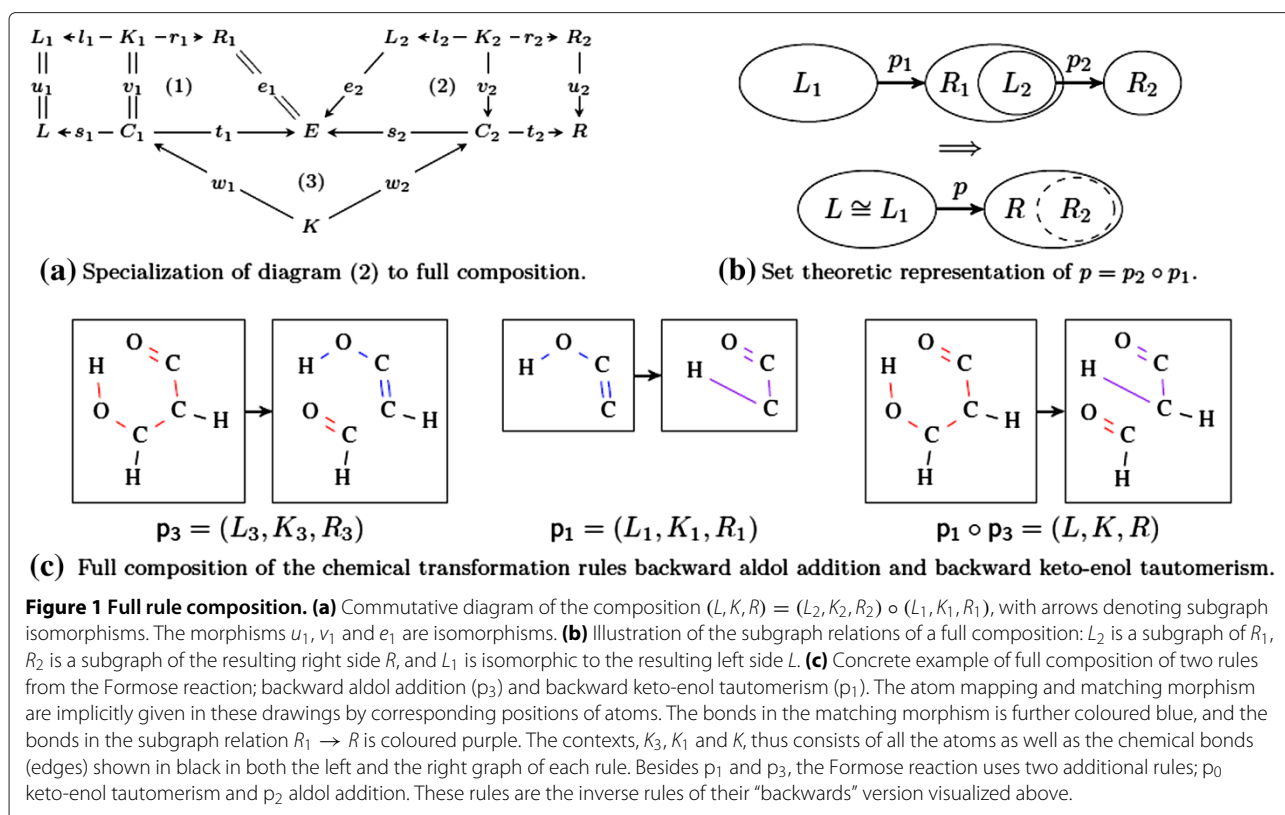 L₁ ←l₁− K₁ −r₁→ R₁ L₂ ←l₂− K₂ −r₂→ R₂
u₁ v₁ (1) e₁ e₂ (2) v₂ u₂
L ←s₁− C₁ t₁ E s₂ C₂ −t₂→ R
w₁ (3) w₂
K
(a) Specialization of diagram (2) to full composition.
L₁ p₁ R₁ L₂ p₂ R₂
⟹
L ≅ L₁ p R R₂
(b) Set theoretic representation of p = p₂ ∘ p₁.
O C
H
O C H
C
H
O C
H
O C H
C
H
O
H C
C
O C
H
C
O C
H
O C H
C
H
O C
H
O C H
C
H
p₃ = (L₃, K₃, R₃) p₁ = (L₁, K₁, R₁) p₁ ∘ p₃ = (L, K, R)
(c) Full composition of the chemical transformation rules backward aldol addition and backward keto-enol tautomerism.
Figure 1 Full rule composition. (a) Commutative diagram of the composition (L, K, R) = (L₂, K₂, R₂) ∘ (L₁, K₁, R₁), with arrows denoting subgraph
isomorphisms. The morphisms u₁, v₁ and e₁ are isomorphisms. (b) Illustration of the subgraph relations of a full composition: L₂ is a subgraph of R₁,
R₂ is a subgraph of the resulting right side R, and L₁ is isomorphic to the resulting left side L. (c) Concrete example of full composition of two rules
from the Formose reaction; backward aldol addition (p₃) and backward keto-enol tautomerism (p₁). The atom mapping and matching morphism
are implicitly given in these drawings by corresponding positions of atoms. The bonds in the matching morphism is further coloured blue, and the
bonds in the subgraph relation R₁ → R is coloured purple. The contexts, K₃, K₁ and K, thus consists of all the atoms as well as the chemical bonds
(edges) shown in black in both the left and the right graph of each rule. Besides p₁ and p₃, the Formose reaction uses two additional rules; p₀
keto-enol tautomerism and p₂ aldol addition. These rules are the inverse rules of their “backwards” version visualized above.